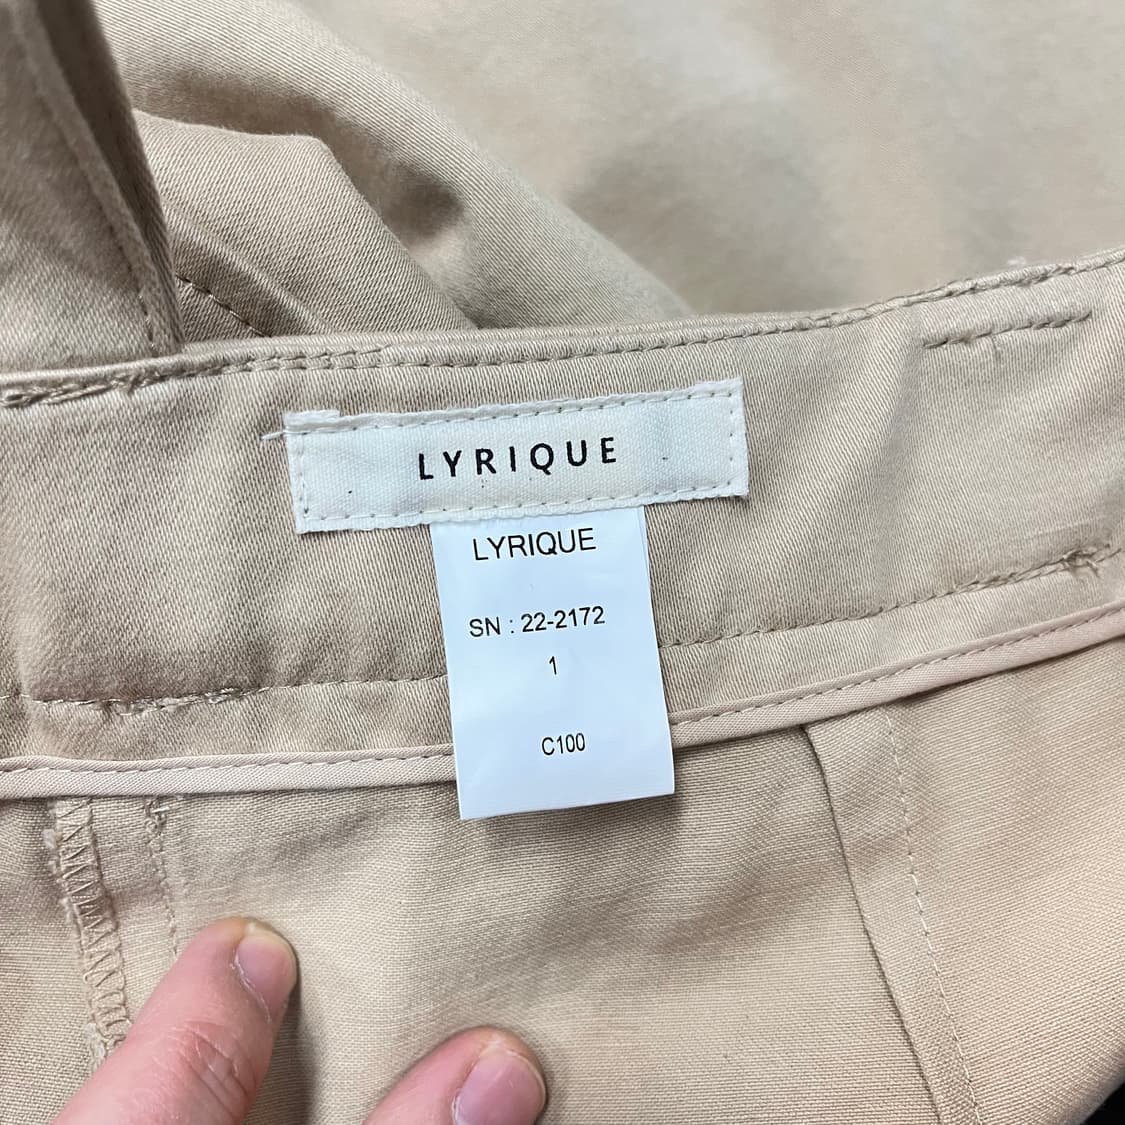 LYRIQUE
LYRIQUE
SN : 22-2172
1
C100